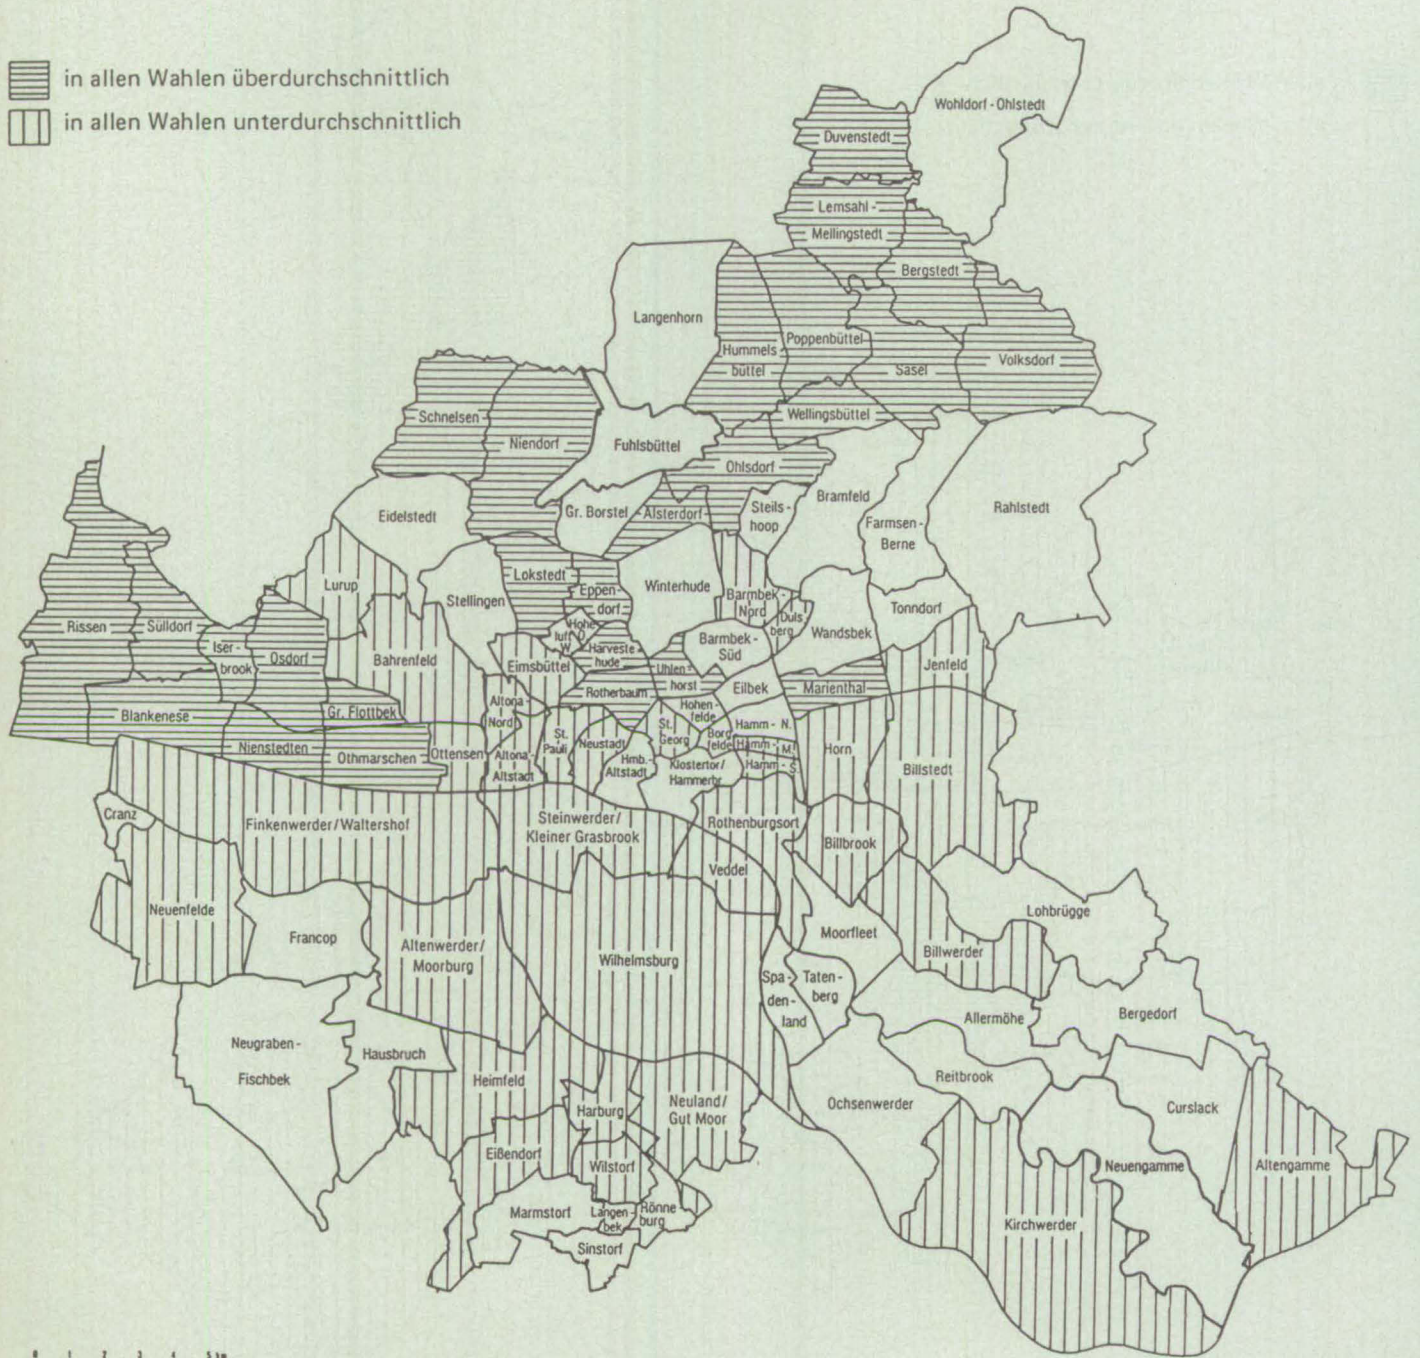 in allen Wahlen überdurchschnittlich
in allen Wahlen unterdurchschnittlich
Wohldorf - Ohlstedt
Duvenstedt
Lemsahl -
Mellingstedt
Bergstedt
Langenhorn
Hummels
büttel
Poppenbüttel
Sasel
Volksdorf
Schnelsen
Niendorf
Fuhlsbüttel
Wellingsbüttel
Ohlsdorf
Eidelstedt
Gr. Borstel
Alsterdorf
Steils-
hoop
Bramfeld
Farmsen-
Berne
Rahlstedt
Lurup
Stellingen
Lokstedt
Eppen-
dorf
Winterhude
Barmbek-
Nord
Duls
berg
Wandsbek
Tonndorf
Rissen
Sülldorf
Iser-
brook
Osdorf
Bahrenfeld
Eimsbüttel
Hohe
luft
O.
W.
Harveste
hude
Barmbek-
Süd
Jenfeld
Uhlen-
horst
Eilbek
Marienthal
Rotherbaum
Blankenese
Gr. Flottbek
Altona-
Nord
Hohen-
felde
Nienstedten
Othmarschen
Ottensen
Altona-
Altstadt
St.
Pauli
Neustadt
Hmb.-
Altstadt
St.
Georg
Borg
felde
Hamm - N.
Hamm - M.
Hamm - S.
Klostertor/
Hammerbr.
Horn
Billstedt
Cranz
Finkenwerder/Waltershof
Steinwerder/
Kleiner Grasbrook
Rothenburgsort
Billbrook
Veddel
Neuenfelde
Francop
Altenwerder/
Moorburg
Wilhelmsburg
Moorfleet
Lohbrügge
Billwerder
Spa-
den-
land
Taten-
berg
Allermöhe
Bergedorf
Neugraben-
Fischbek
Hausbruch
Heimfeld
Harburg
Neuland/
Gut Moor
Ochsenwerder
Reitbrook
Curslack
Eißendorf
Wilstorf
Neuengamme
Altengamme
Marmstorf
Langen-
bek
Rönne
burg
Kirchwerder
Sinstorf